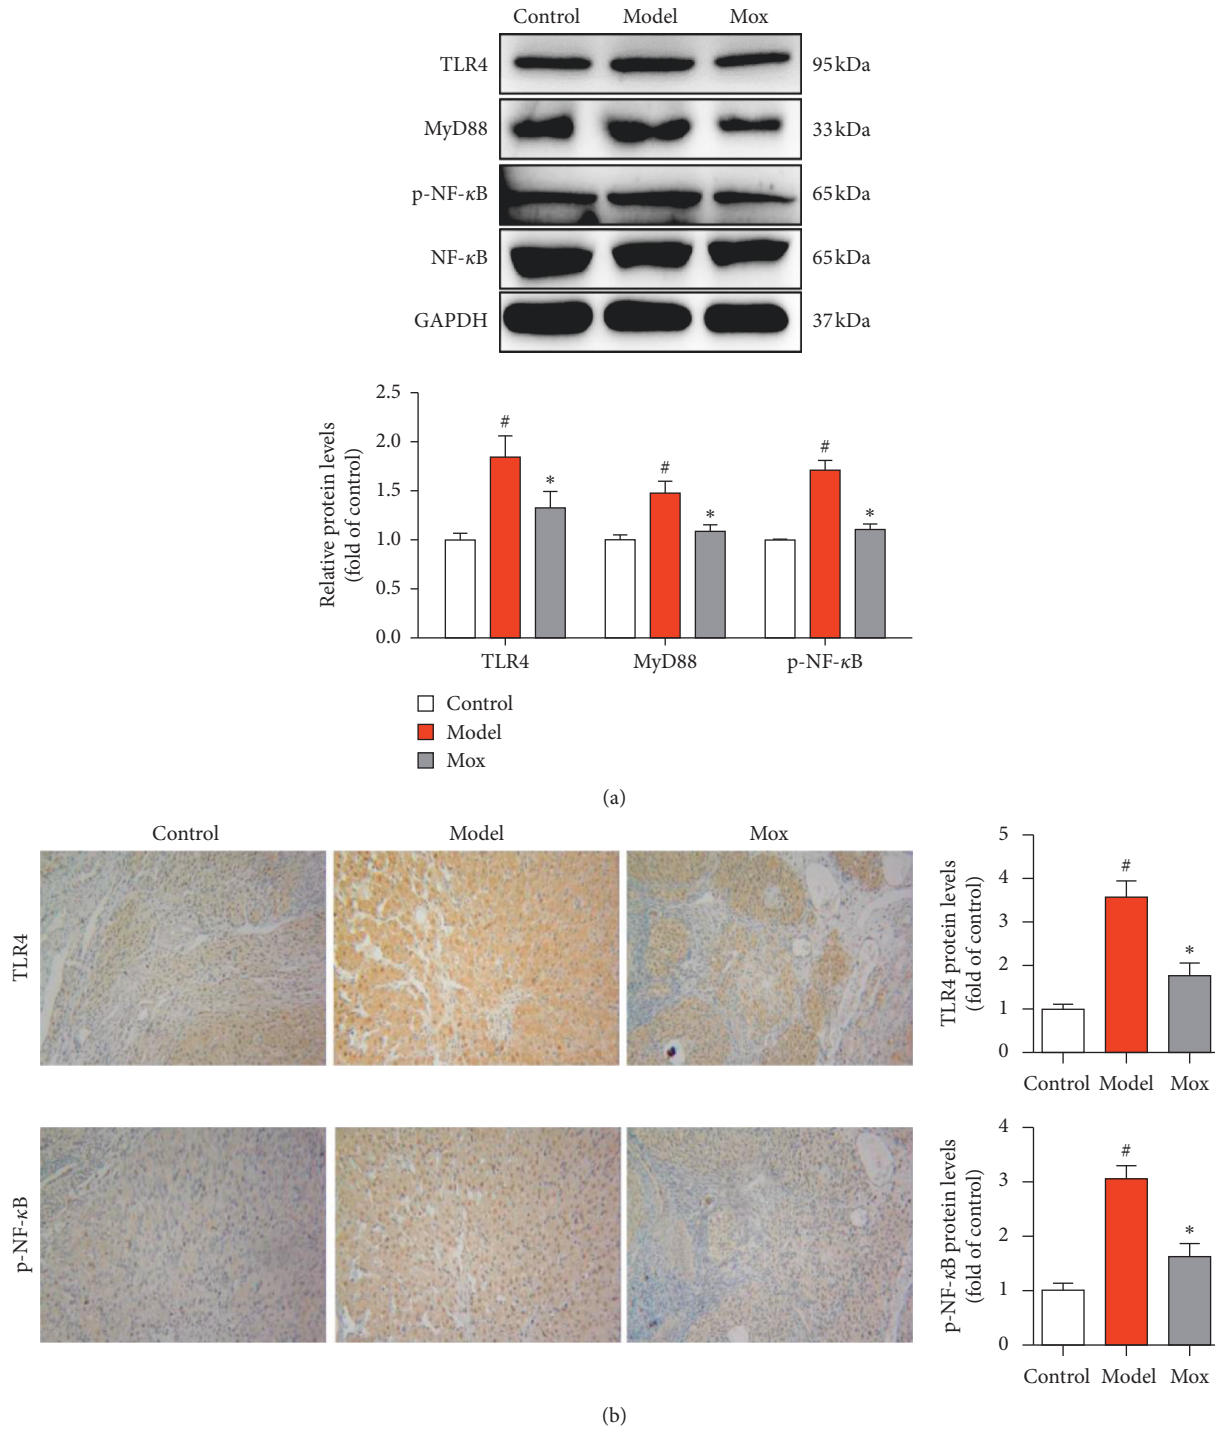 Control Model Mox
TLR4 95 kDa
MyD88 33 kDa
p-NF-κB 65 kDa
NF-κB 65 kDa
GAPDH 37 kDa
Relative protein levels
(fold of control)
2.5
2.0
1.5
1.0
0.5
0.0
# * # * # *
TLR4 MyD88 p-NF-κB
Control
Model
Mox
(a)
Control Model Mox
TLR4
TLR4 protein levels
(fold of control)
5
4
3
2
1
0
#
*
Control Model Mox
p-NF-κB
p-NF-κB protein levels
(fold of control)
4
3
2
1
0
#
*
Control Model Mox
(b)